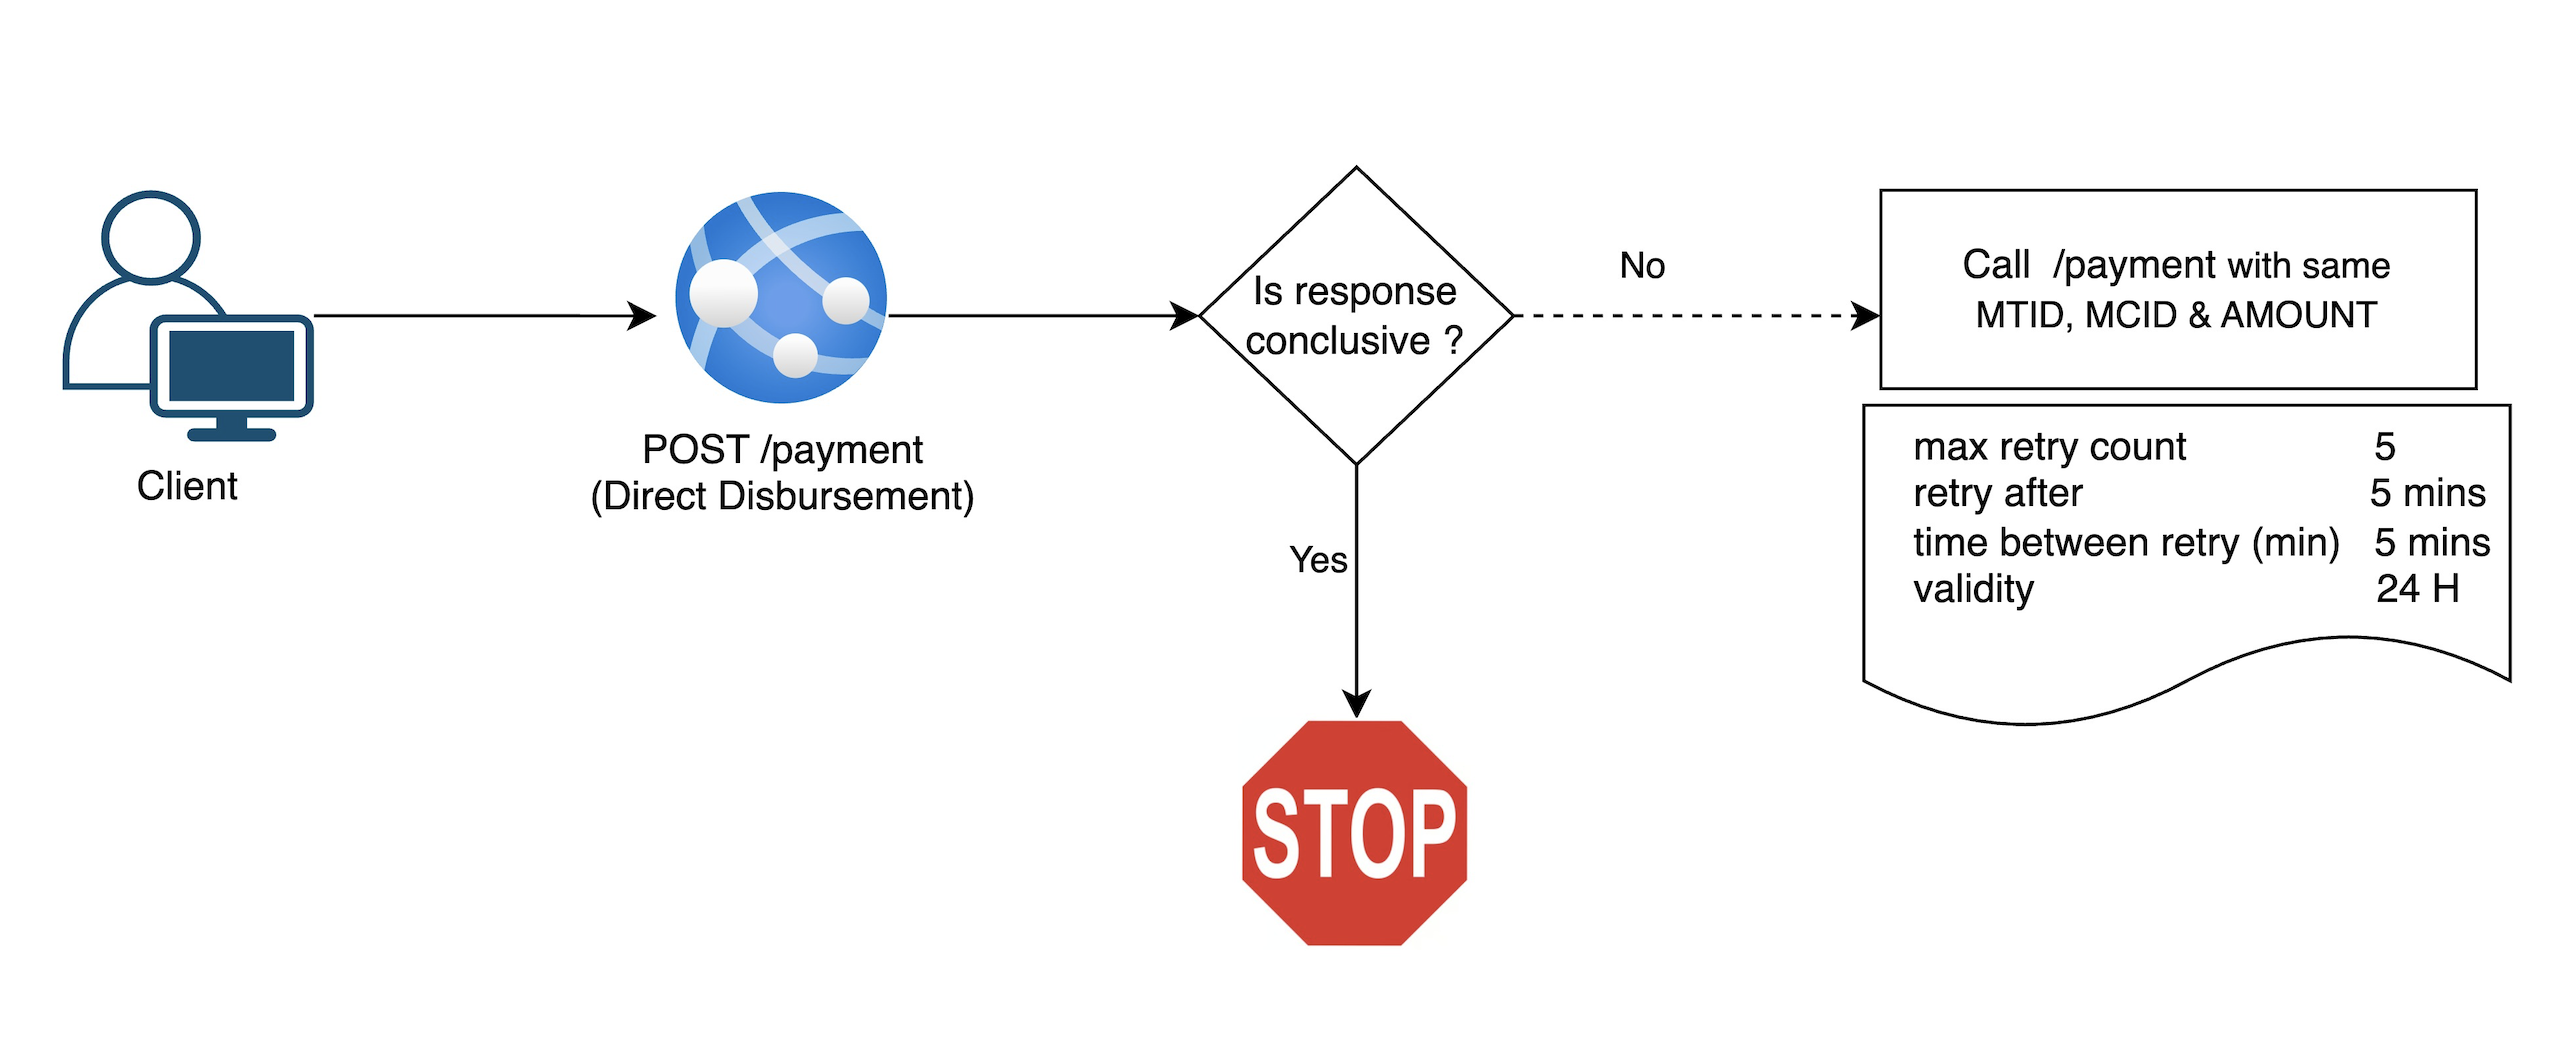 Client
POST /payment
(Direct Disbursement)
Is response
conclusive ?
No
Yes
STOP
Call /payment with same
MTID, MCID & AMOUNT
max retry count 5
retry after 5 mins
time between retry (min) 5 mins
validity 24 H